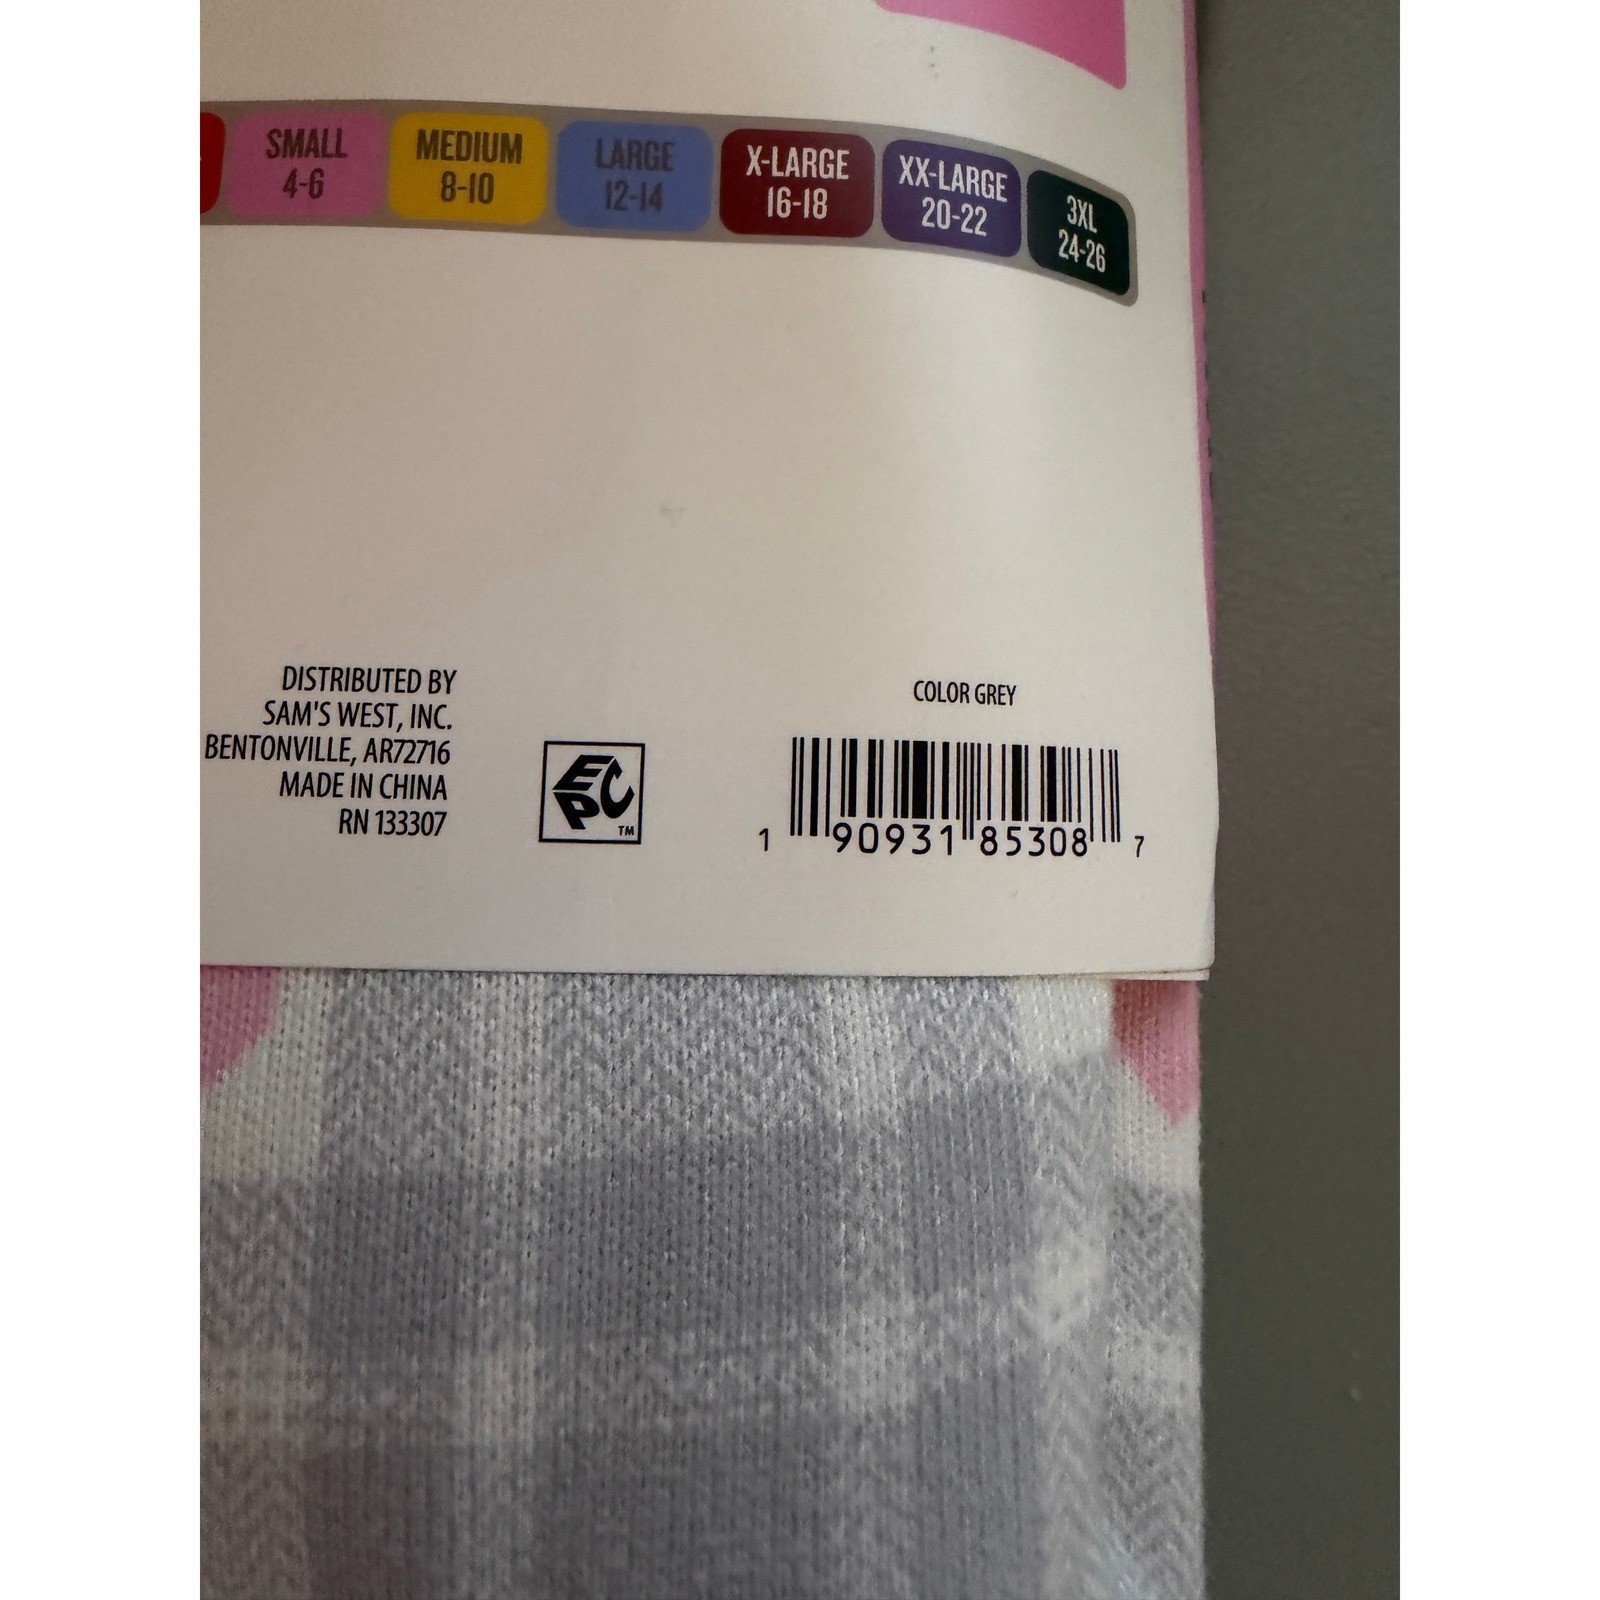 SMALL
4-6
MEDIUM
8-10
LARGE
12-14
X-LARGE
16-18
XX-LARGE
20-22
3XL
24-26
DISTRIBUTED BY
SAM'S WEST, INC.
BENTONVILLE, AR72716
MADE IN CHINA
RN 133307
EPC
TM
COLOR GREY
1 90931 85308 7